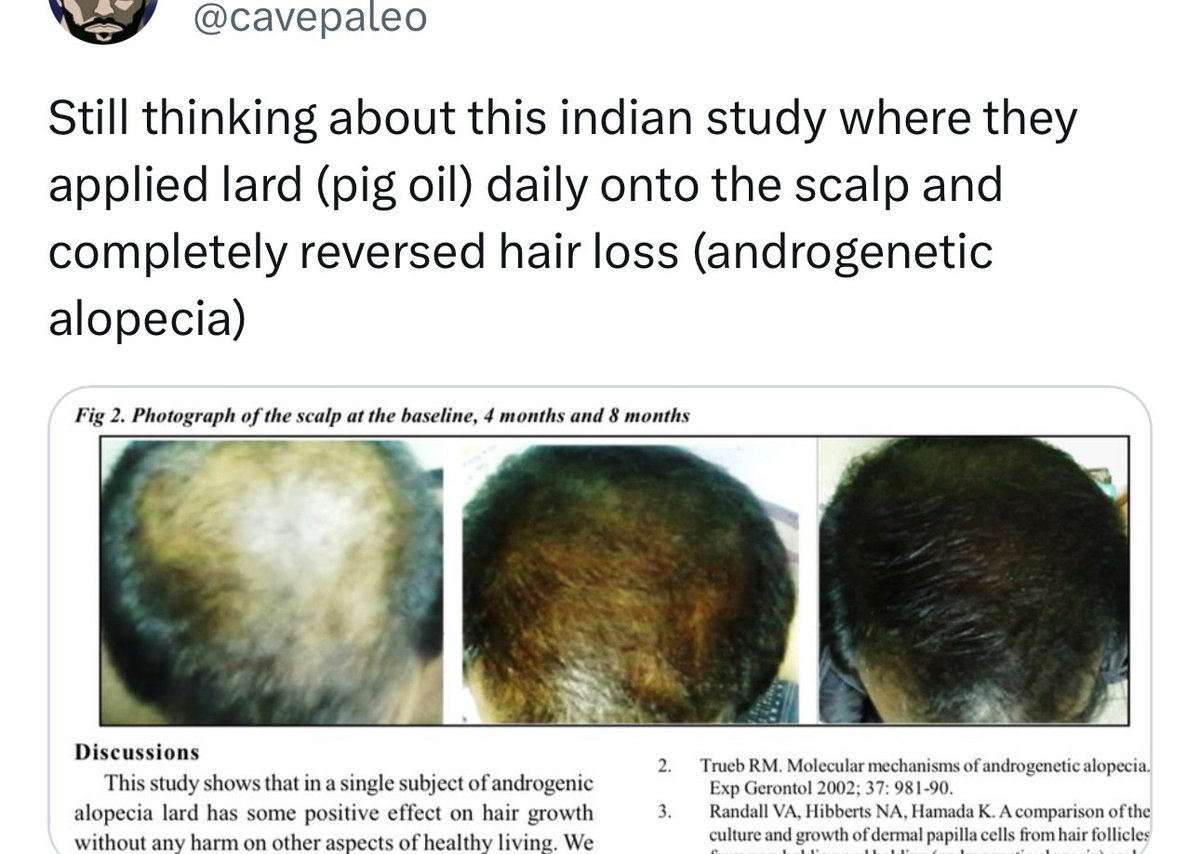 @cavepaleo
Still thinking about this indian study where they
applied lard (pig oil) daily onto the scalp and
completely reversed hair loss (androgenetic
alopecia)
Fig 2. Photograph of the scalp at the baseline, 4 months and 8 months
Discussions
This study shows that in a single subject of androgenic
alopecia lard has some positive effect on hair growth
without any harm on other aspects of healthy living. We
2. Trueb RM. Molecular mechanisms of androgenetic alopecia.
Exp Gerontol 2002; 37: 981-90.
3. Randall VA, Hibberts NA, Hamada K. A comparison of the
culture and growth of dermal papilla cells from hair follicles